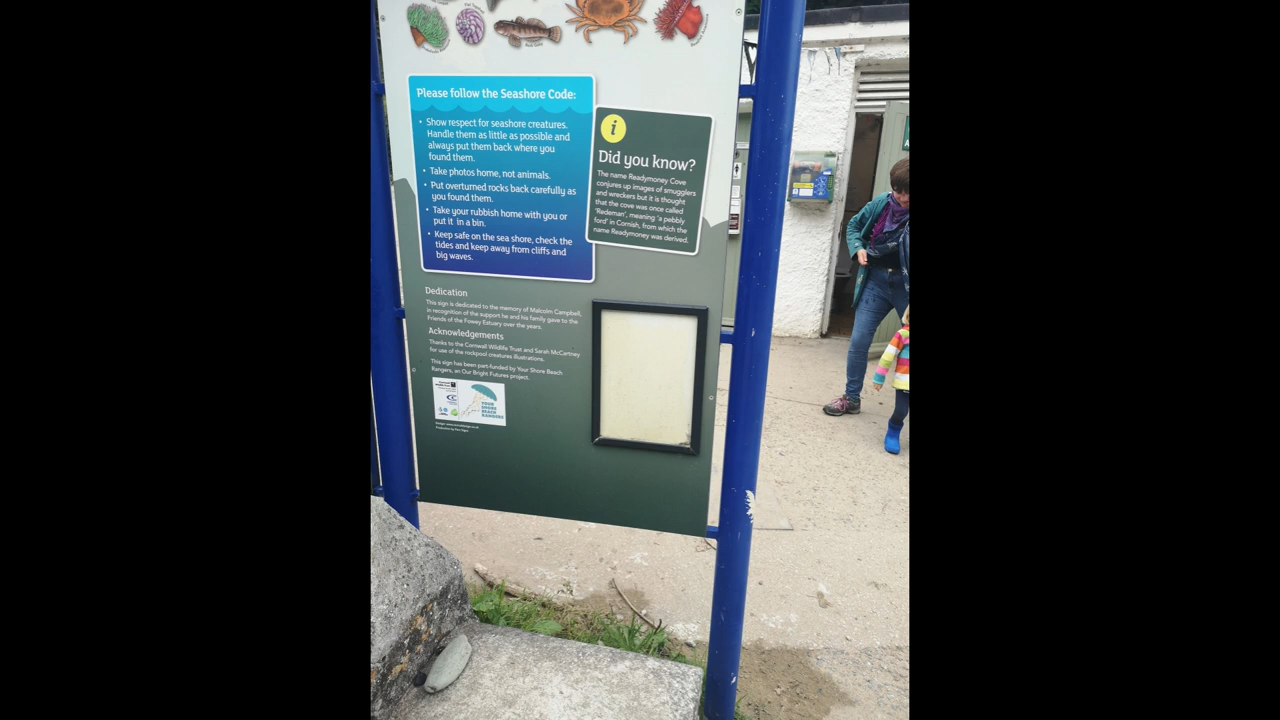 Please follow the Seashore Code:
• Show respect for seashore creatures.
Handle them as little as possible and
always put them back where you
found them.
• Take photos home, not animals.
• Put overturned rocks back carefully as
you found them.
• Take your rubbish home with you or
put it in a bin.
• Keep safe on the sea shore, check the
tides and keep away from cliffs and
big waves.
i
Did you know?
The name Readymoney Cove
conjures up images of smugglers
and wreckers but it is thought
that the cove was once called
'Redeman', meaning 'a pebbly
ford' in Cornish, from which the
name Readymoney was derived.
Dedication
This sign is dedicated to the memory of Malcolm Campbell,
in recognition of the support he and his family gave to the
Friends of the Fowey Estuary over the years.
Acknowledgements
Thanks to the Cornwall Wildlife Trust and Sarah McCartney
for use of the rockpool creatures illustrations.
This sign has been part-funded by Your Shore Beach
Rangers, an Our Bright Futures project.
YOUR
SHORE
BEACH
RANGERS